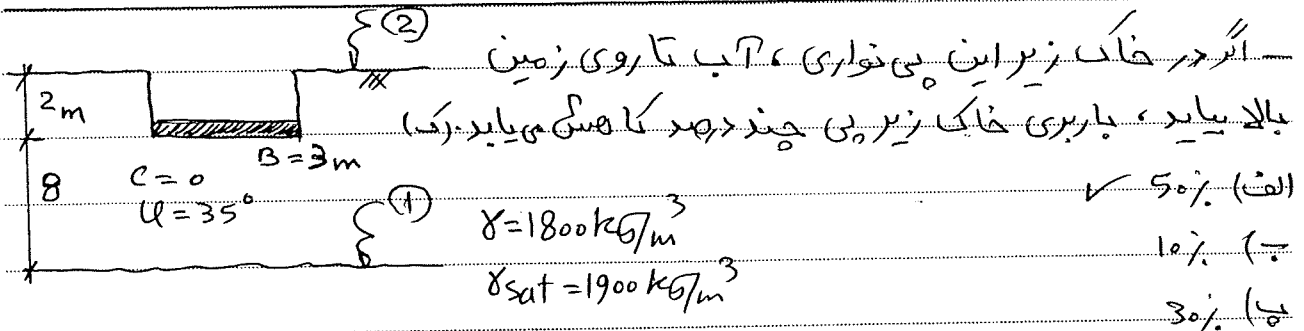 ②
- اگر در خاک زیر این پی نواری ، آب تا روی زمین
2m
بالا بیاید ، باربری خاک زیر پی چند درصد کاهش می‌یابد.
B=3m
8
C=0
φ=35°
①
الف) 50% ✓
γ=1800 kg/m³
ب) 10%
γsat=1900 kg/m³
پ) 30%